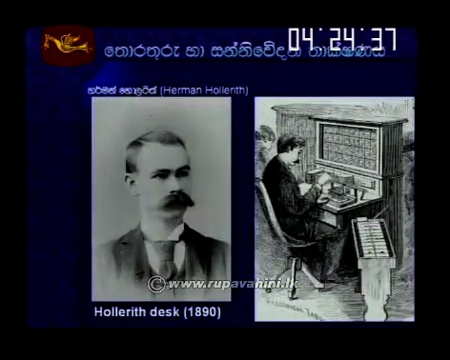 04:24:37
තොරතුරු හා සන්නිවේදන තාක්ෂණය
හර්මන් හොලරිත් (Herman Hollerith)
© www.rupavahini.lk
Hollerith desk (1890)